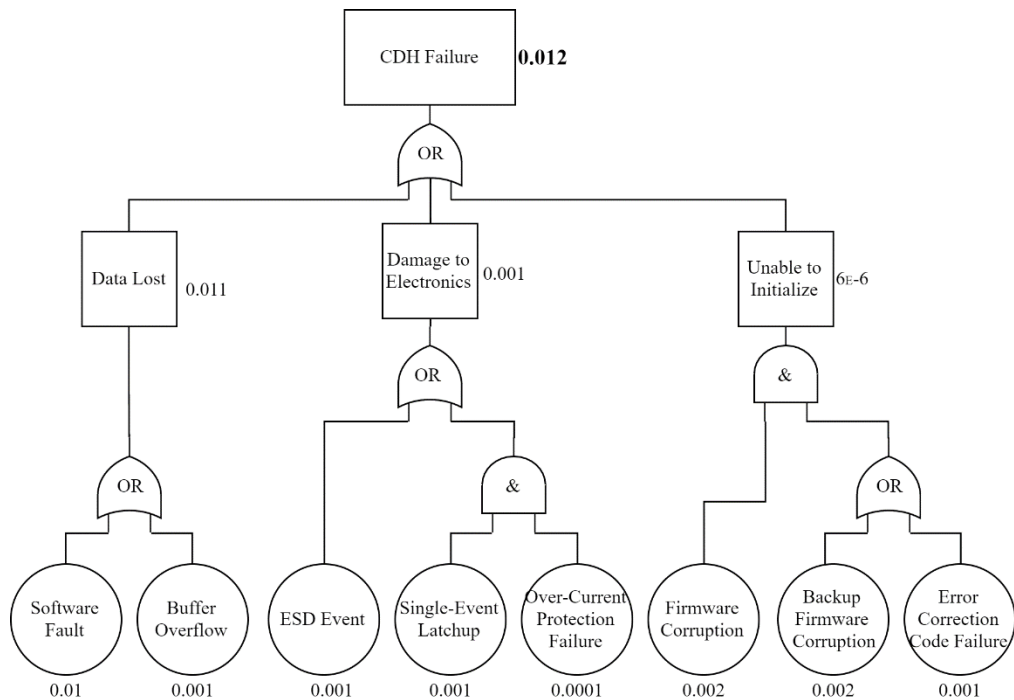 CDH Failure
0.012
OR
Data Lost
0.011
Damage to
Electronics
0.001
Unable to
Initialize
6E-6
OR
&
OR
&
OR
Software
Fault
Buffer
Overflow
ESD Event
Single-Event
Latchup
Over-Current
Protection
Failure
Firmware
Corruption
Backup
Firmware
Corruption
Error
Correction
Code Failure
0.01
0.001
0.001
0.001
0.0001
0.002
0.002
0.001